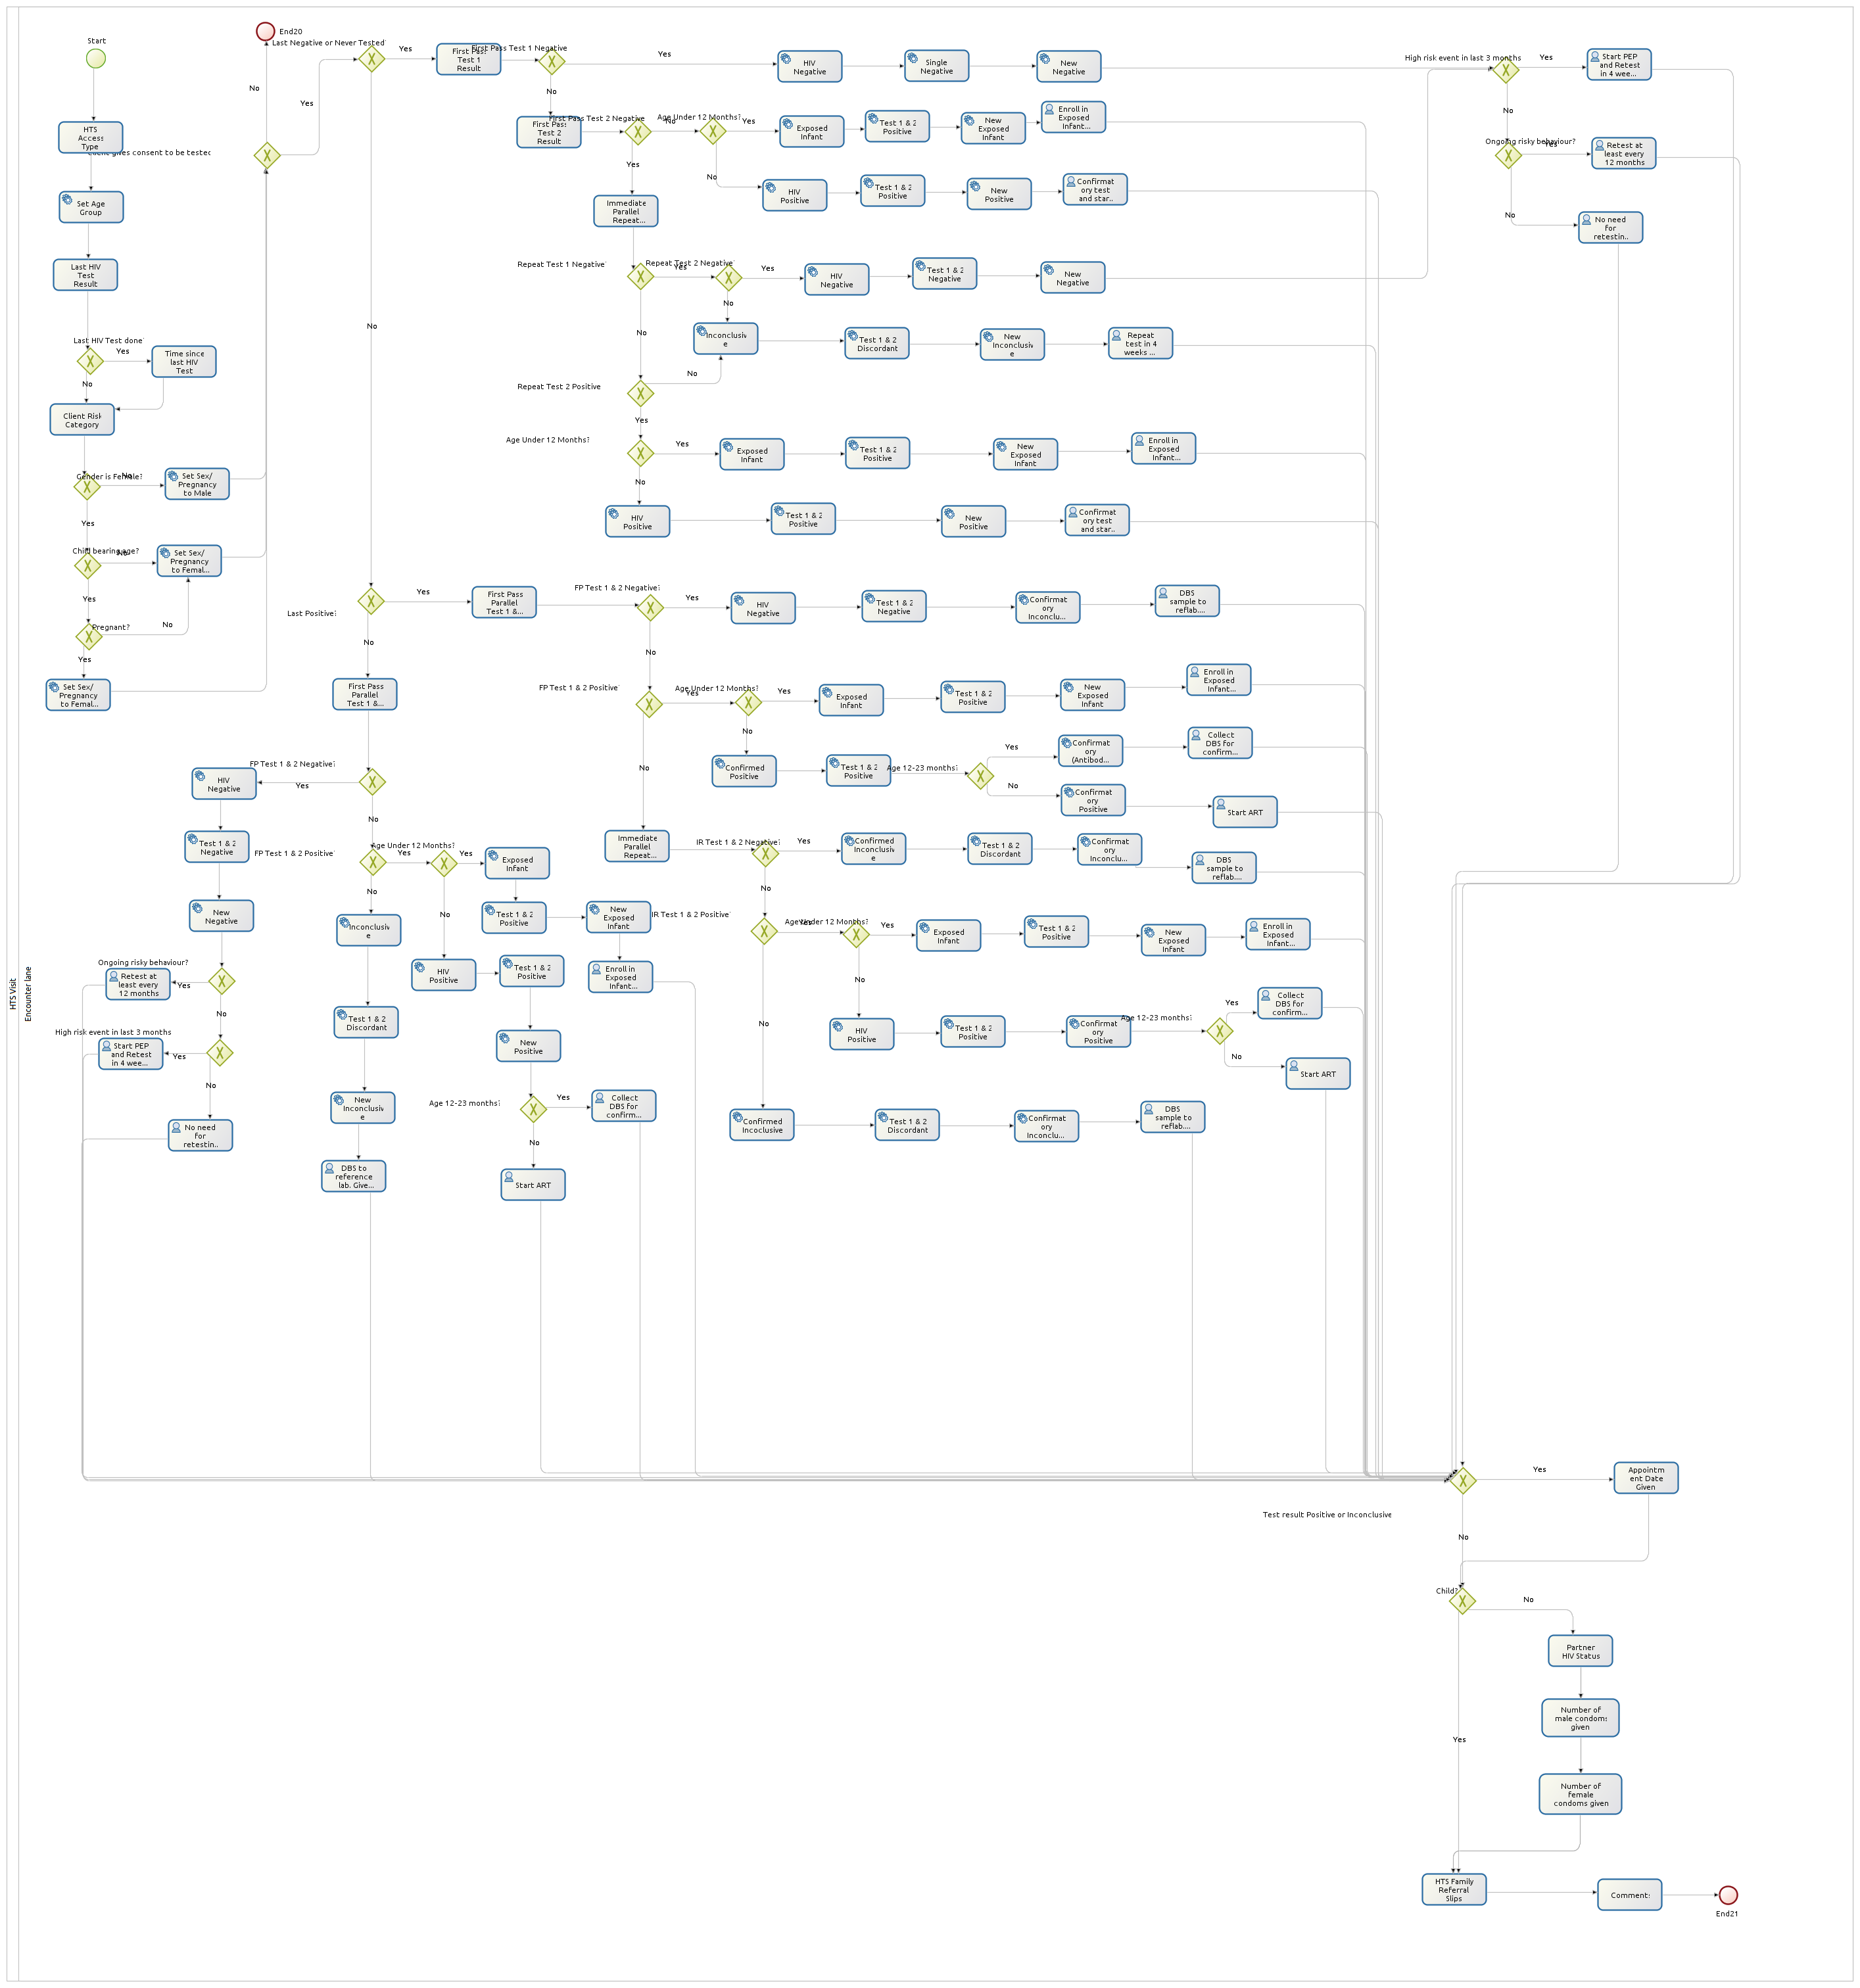 HTS Visit
Encounter lane
Start
HTS
Access
Type
Client gives consent to be tested
Set Age
Group
Last HIV
Test
Result
Last HIV Test done
Yes
Time since
last HIV
Test
No
Client Risk
Category
Gender is Female?
No
Set Sex/
Pregnancy
to Male
Yes
Child bearing age?
No
Set Sex/
Pregnancy
to Femal...
Yes
Pregnant?
No
Yes
Set Sex/
Pregnancy
to Femal...
End20
No
Yes
Last Negative or Never Tested
Yes
First Pass
Test 1
Result
First Pass Test 1 Negative
Yes
HIV
Negative
Single
Negative
New
Negative
High risk event in last 3 months
Yes
Start PEP
and Retest
in 4 wee...
No
Ongoing risky behaviour?
Yes
Retest at
least every
12 months
No
No need
for
retestin..
No
First Pass
Test 2
Result
First Pass Test 2 Negative
No
Age Under 12 Months?
Yes
Exposed
Infant
Test 1 & 2
Positive
New
Exposed
Infant
Enroll in
Exposed
Infant...
No
HIV
Positive
Test 1 & 2
Positive
New
Positive
Confirmat
ory test
and star..
Yes
Immediate
Parallel
Repeat...
Repeat Test 1 Negative
Yes
Repeat Test 2 Negative
Yes
HIV
Negative
Test 1 & 2
Negative
New
Negative
No
Inconclusiv
e
Test 1 & 2
Discordant
New
Inconclusiv
e
Repeat
test in 4
weeks ...
No
No
Repeat Test 2 Positive
No
Yes
Age Under 12 Months?
Yes
Exposed
Infant
Test 1 & 2
Positive
New
Exposed
Infant
Enroll in
Exposed
Infant...
No
HIV
Positive
Test 1 & 2
Positive
New
Positive
Confirmat
ory test
and star..
Last Positive?
Yes
First Pass
Parallel
Test 1 &...
FP Test 1 & 2 Negative?
Yes
HIV
Negative
Test 1 & 2
Negative
Confirmat
ory
Inconclu...
DBS
sample to
reflab....
No
FP Test 1 & 2 Positive
Yes
Age Under 12 Months?
Yes
Exposed
Infant
Test 1 & 2
Positive
New
Exposed
Infant
Enroll in
Exposed
Infant...
No
Confirmed
Positive
Test 1 & 2
Positive
Age 12-23 months?
Yes
Confirmat
ory
(Antibod...
Collect
DBS for
confirm...
No
Confirmat
ory
Positive
Start ART
No
Immediate
Parallel
Repeat...
IR Test 1 & 2 Negative
Yes
Confirmed
Inconclusiv
e
Test 1 & 2
Discordant
Confirmat
ory
Inconclu...
DBS
sample to
reflab....
No
IR Test 1 & 2 Positive
Yes
Age Under 12 Months?
Yes
Exposed
Infant
Test 1 & 2
Positive
New
Exposed
Infant
Enroll in
Exposed
Infant...
No
HIV
Positive
Test 1 & 2
Positive
Confirmat
ory
Positive
Age 12-23 months?
Yes
Collect
DBS for
confirm...
No
Start ART
No
Confirmed
Incoclusive
Test 1 & 2
Discordant
Confirmat
ory
Inconclu...
DBS
sample to
reflab....
No
First Pass
Parallel
Test 1 &...
FP Test 1 & 2 Negative?
Yes
HIV
Negative
Test 1 & 2
Negative
New
Negative
Ongoing risky behaviour?
Yes
Retest at
least every
12 months
No
High risk event in last 3 months
Yes
Start PEP
and Retest
in 4 wee...
No
No need
for
retestin..
No
FP Test 1 & 2 Positive
Yes
Age Under 12 Months?
Yes
Exposed
Infant
Test 1 & 2
Positive
New
Exposed
Infant
Enroll in
Exposed
Infant...
No
HIV
Positive
Test 1 & 2
Positive
New
Positive
Age 12-23 months?
Yes
Collect
DBS for
confirm...
No
Start ART
No
Inconclusiv
e
Test 1 & 2
Discordant
New
Inconclusiv
e
DBS to
reference
lab. Give...
Test result Positive or Inconclusive
Yes
Appointm
ent Date
Given
No
Child?
No
Partner
HIV Status
Number of
male condoms
given
Number of
female
condoms given
Yes
HTS Family
Referral
Slips
Comments
End21